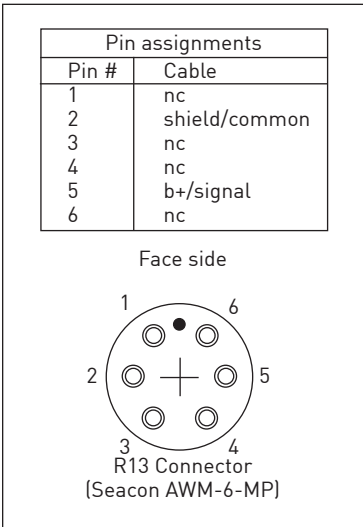 Pin assignments
Pin # Cable
1 nc
2 shield/common
3 nc
4 nc
5 b+/signal
6 nc
Face side
1 6
2 5
3 4
R13 Connector
(Seacon AWM-6-MP)